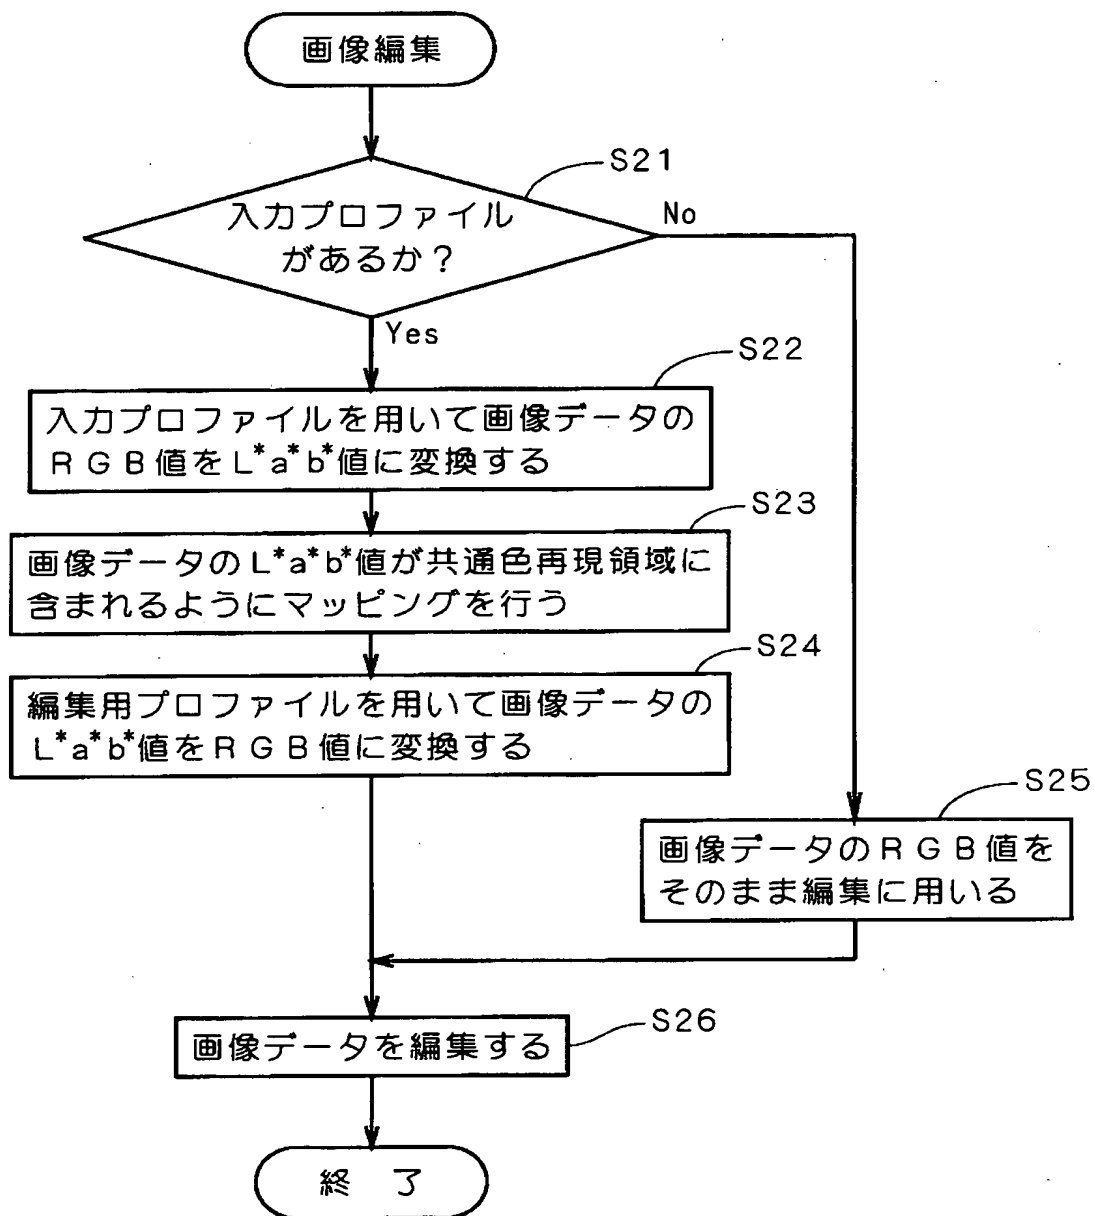 画像編集
S21
入力プロファイル
があるか？
No
Yes
S22
入力プロファイルを用いて画像データの
ＲＧＢ値をL*a*b*値に変換する
S23
画像データのL*a*b*値が共通色再現領域に
含まれるようにマッピングを行う
S24
編集用プロファイルを用いて画像データの
L*a*b*値をＲＧＢ値に変換する
S25
画像データのＲＧＢ値を
そのまま編集に用いる
S26
画像データを編集する
終　了